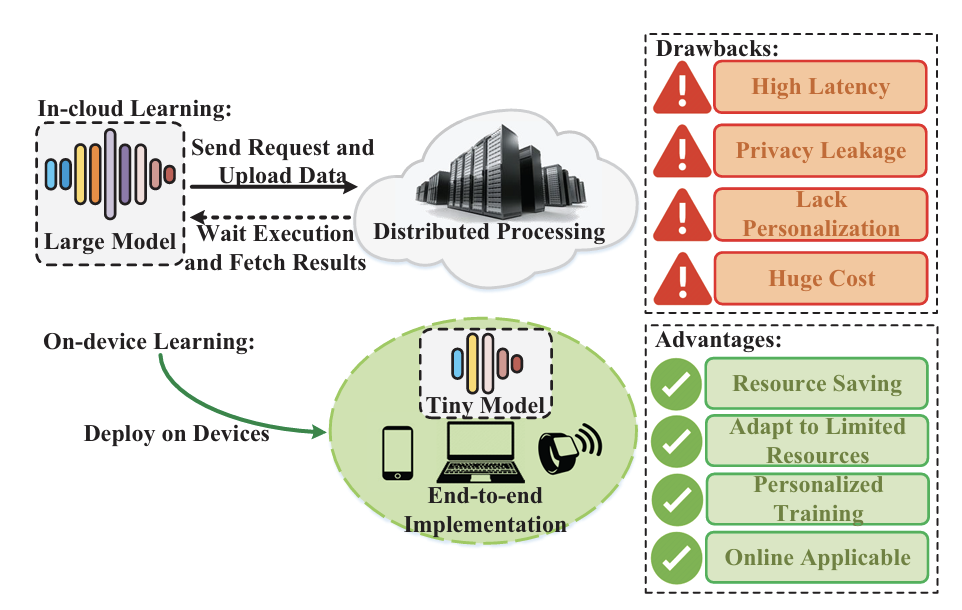 In-cloud Learning:
Large Model
Send Request and
Upload Data
Wait Execution
and Fetch Results
Distributed Processing
Drawbacks:
High Latency
Privacy Leakage
Lack
Personalization
Huge Cost
On-device Learning:
Deploy on Devices
Tiny Model
End-to-end
Implementation
Advantages:
Resource Saving
Adapt to Limited
Resources
Personalized
Training
Online Applicable